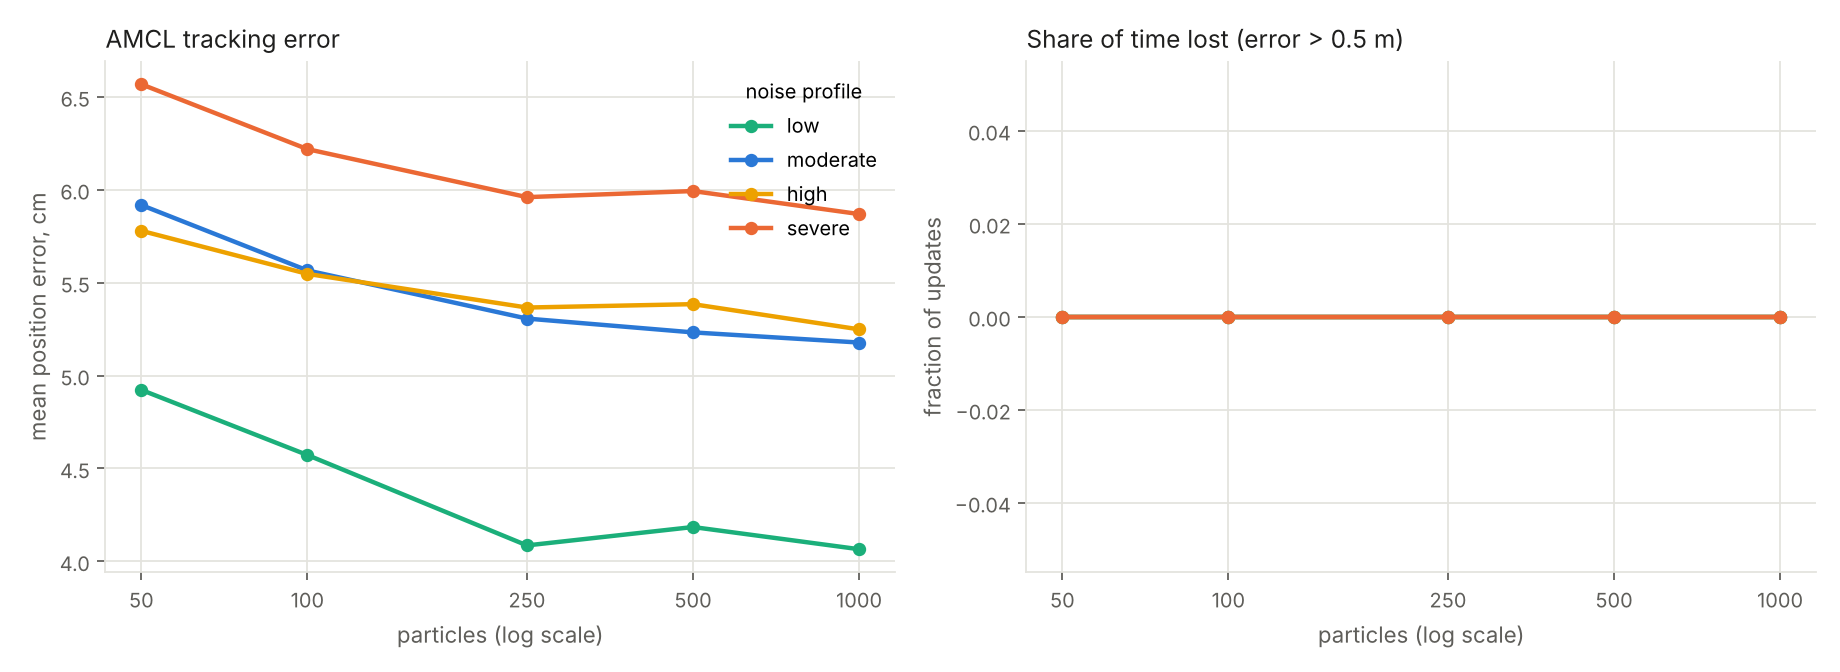 AMCL tracking error
mean position error, cm
6.5
6.0
5.5
5.0
4.5
4.0
noise profile
low
moderate
high
severe
50 100 250 500 1000
particles (log scale)
Share of time lost (error > 0.5 m)
fraction of updates
0.04
0.02
0.00
−0.02
−0.04
50 100 250 500 1000
particles (log scale)